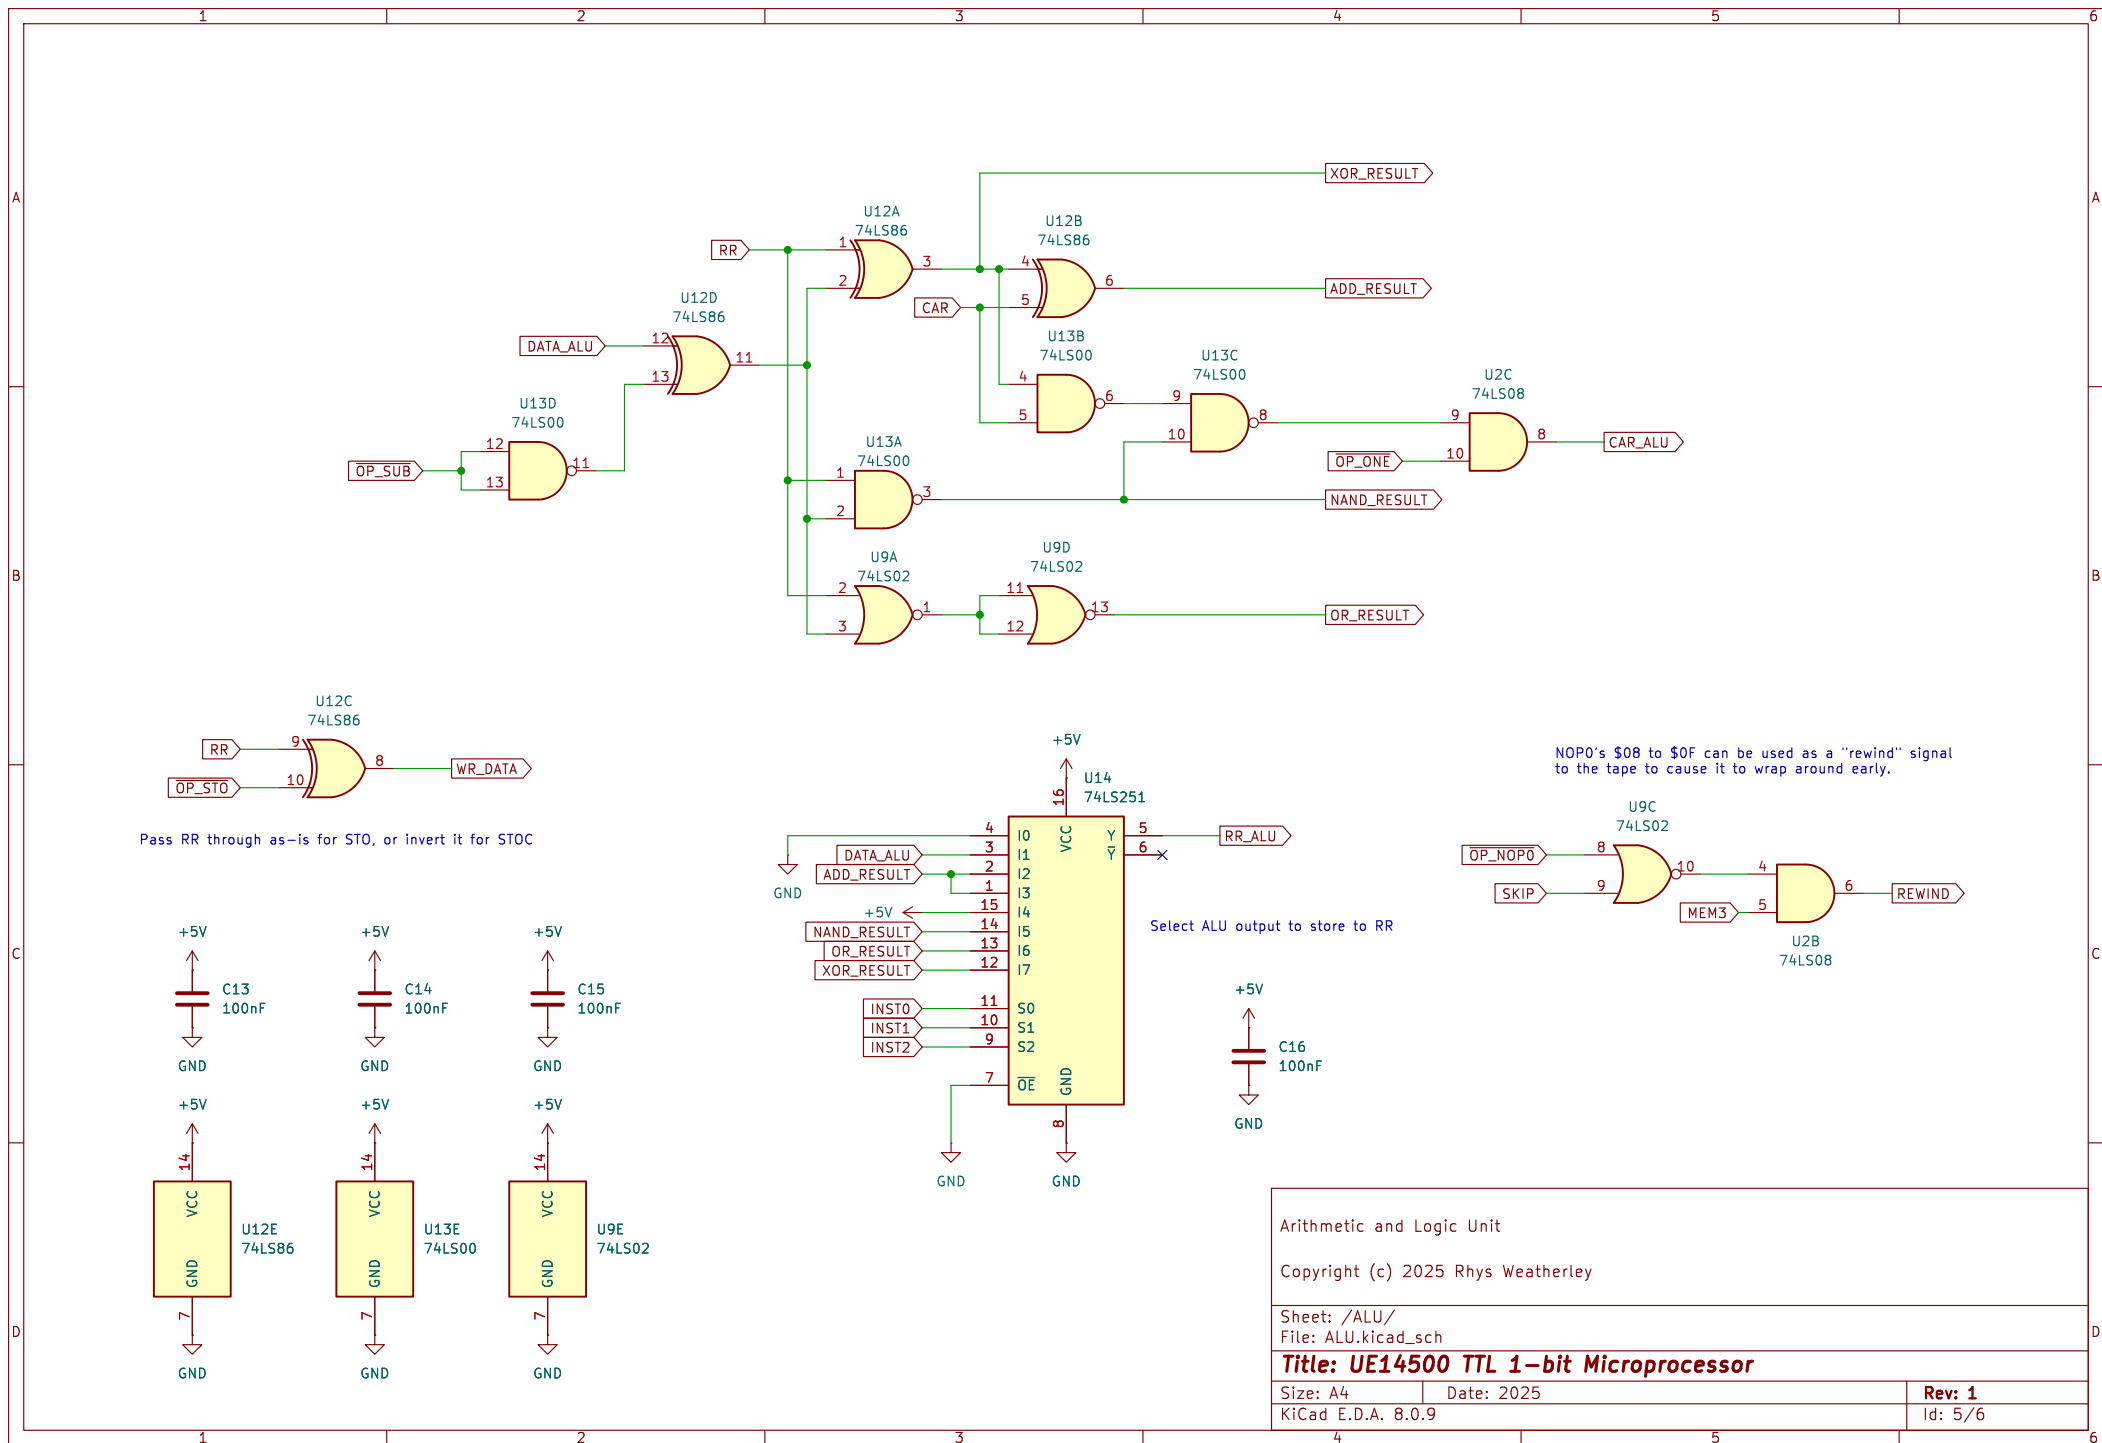 1 2 3 4 5 6
A A
B B
C C
D D
1 2 3 4 5 6
XOR_RESULT
U12A
74LS86
RR
1
2
3
U12B
74LS86
4
5
6
ADD_RESULT
CAR
U12D
74LS86
DATA_ALU
12
13
11
U13B
74LS00
4
5
6
U13C
74LS00
9
10
8
U2C
74LS08
9
10
8
CAR_ALU
OP_ONE
U13D
74LS00
OP_SUB
12
13
11
U13A
74LS00
1
2
3
NAND_RESULT
U9A
74LS02
2
3
1
U9D
74LS02
11
12
13
OR_RESULT
U12C
74LS86
RR
9
OP_STO
10
8
WR_DATA
Pass RR through as-is for STO, or invert it for STOC
+5V
16
U14
74LS251
VCC
GND
4 I0
DATA_ALU 3 I1
ADD_RESULT 2 I2
1 I3
+5V 15 I4
NAND_RESULT 14 I5
OR_RESULT 13 I6
XOR_RESULT 12 I7
INST0 11 S0
INST1 10 S1
INST2 9 S2
7 OE
GND
GND
8
GND
Y 5 RR_ALU
Y 6
Select ALU output to store to RR
+5V
C16
100nF
GND
NOP0's $08 to $0F can be used as a "rewind" signal
to the tape to cause it to wrap around early.
U9C
74LS02
OP_NOP0
8
SKIP
9
10
MEM3
4
5
6
REWIND
U2B
74LS08
+5V
C13
100nF
GND
+5V
C14
100nF
GND
+5V
C15
100nF
GND
+5V
14
VCC
GND
7
U12E
74LS86
GND
+5V
14
VCC
GND
7
U13E
74LS00
GND
+5V
14
VCC
GND
7
U9E
74LS02
GND
Arithmetic and Logic Unit
Copyright (c) 2025 Rhys Weatherley
Sheet: /ALU/
File: ALU.kicad_sch
Title: UE14500 TTL 1-bit Microprocessor
Size: A4 Date: 2025 Rev: 1
KiCad E.D.A. 8.0.9 Id: 5/6